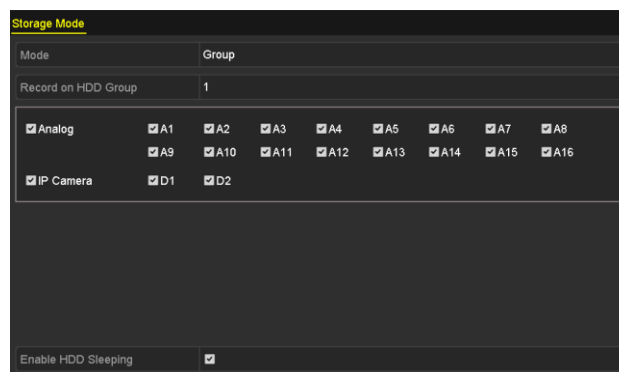 Storage Mode
Mode Group
Record on HDD Group 1
Analog A1 A2 A3 A4 A5 A6 A7 A8
A9 A10 A11 A12 A13 A14 A15 A16
IP Camera D1 D2
Enable HDD Sleeping